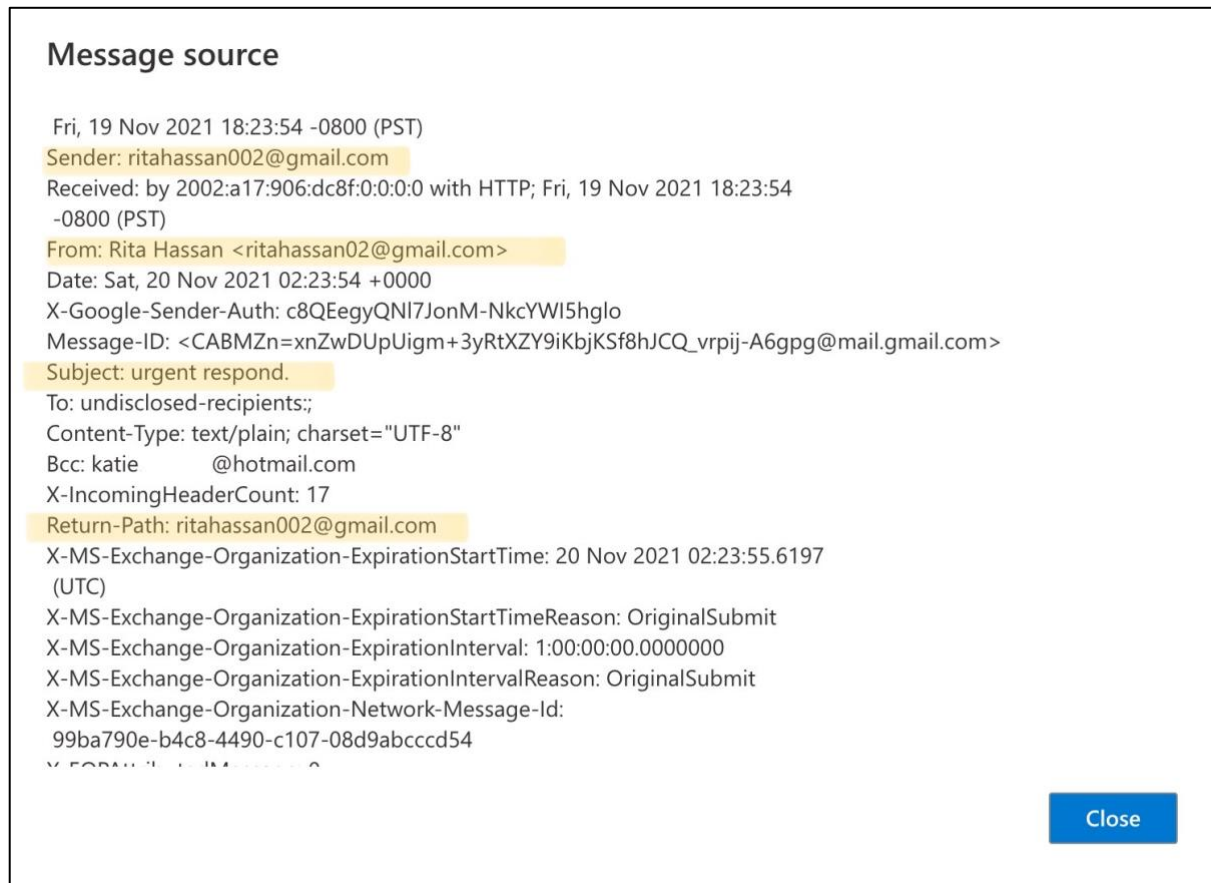 Message source
Fri, 19 Nov 2021 18:23:54 -0800 (PST)
Sender: ritahassan002@gmail.com
Received: by 2002:a17:906:dc8f:0:0:0:0 with HTTP; Fri, 19 Nov 2021 18:23:54
-0800 (PST)
From: Rita Hassan <ritahassan02@gmail.com>
Date: Sat, 20 Nov 2021 02:23:54 +0000
X-Google-Sender-Auth: c8QEegyQNl7JonM-NkcYWI5hglo
Message-ID: <CABMZn=xnZwDUpUigm+3yRtXZY9iKbjKSf8hJCQ_vrpij-A6gpg@mail.gmail.com>
Subject: urgent respond.
To: undisclosed-recipients:;
Content-Type: text/plain; charset="UTF-8"
Bcc: katie @hotmail.com
X-IncomingHeaderCount: 17
Return-Path: ritahassan002@gmail.com
X-MS-Exchange-Organization-ExpirationStartTime: 20 Nov 2021 02:23:55.6197
(UTC)
X-MS-Exchange-Organization-ExpirationStartTimeReason: OriginalSubmit
X-MS-Exchange-Organization-ExpirationInterval: 1:00:00:00.0000000
X-MS-Exchange-Organization-ExpirationIntervalReason: OriginalSubmit
X-MS-Exchange-Organization-Network-Message-Id:
99ba790e-b4c8-4490-c107-08d9abcccd54
Close